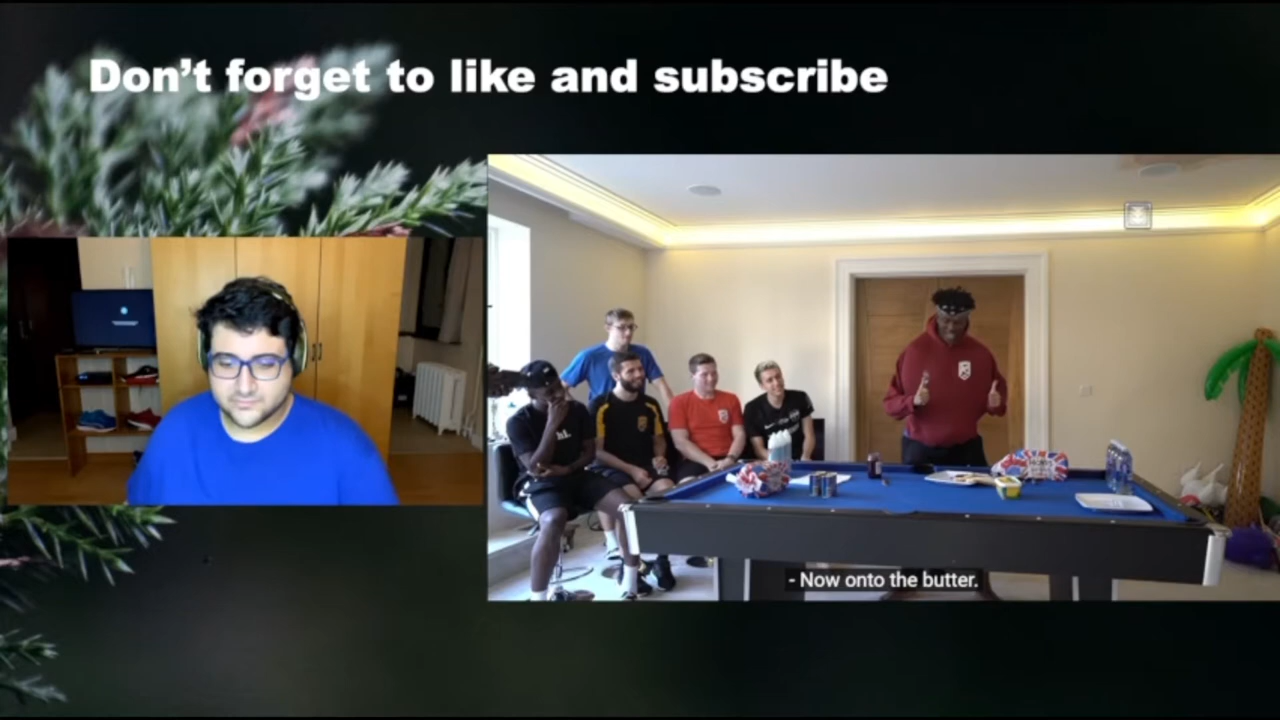 Don't forget to like and subscribe
- Now onto the butter.